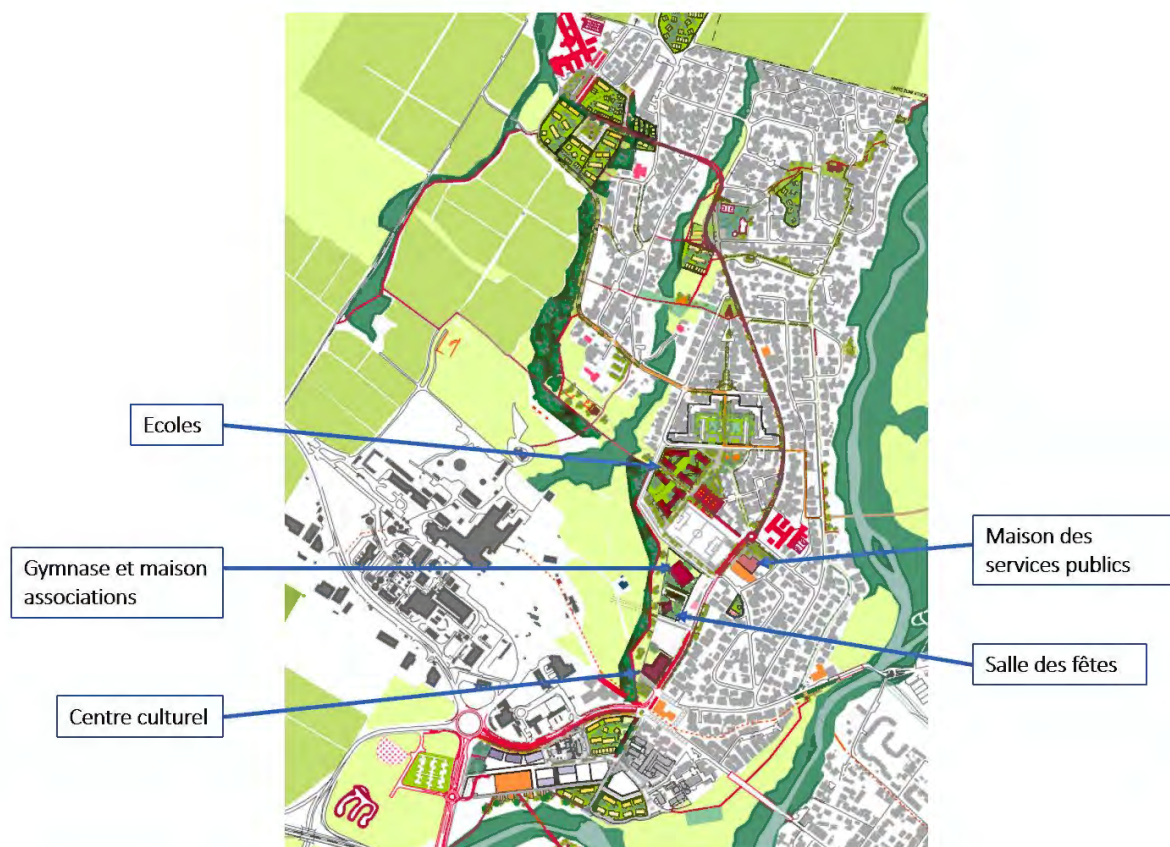 Ecoles
Gymnase et maison
associations
Centre culturel
Maison des
services publics
Salle des fêtes